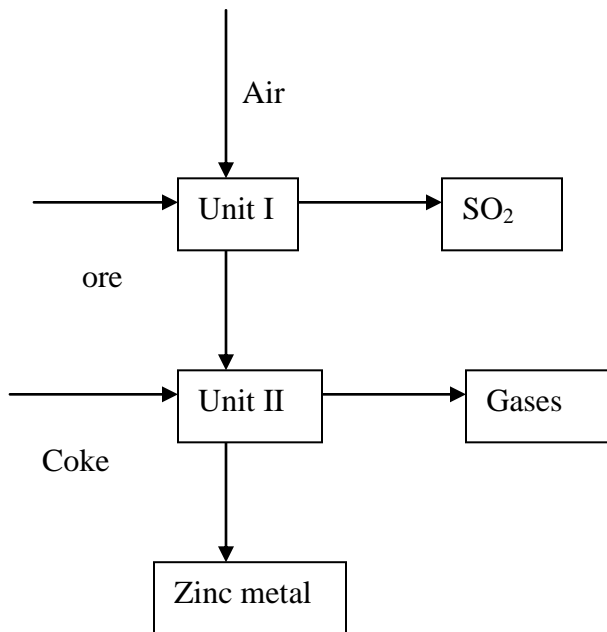 Air
Unit I
SO₂
ore
Unit II
Gases
Coke
Zinc metal